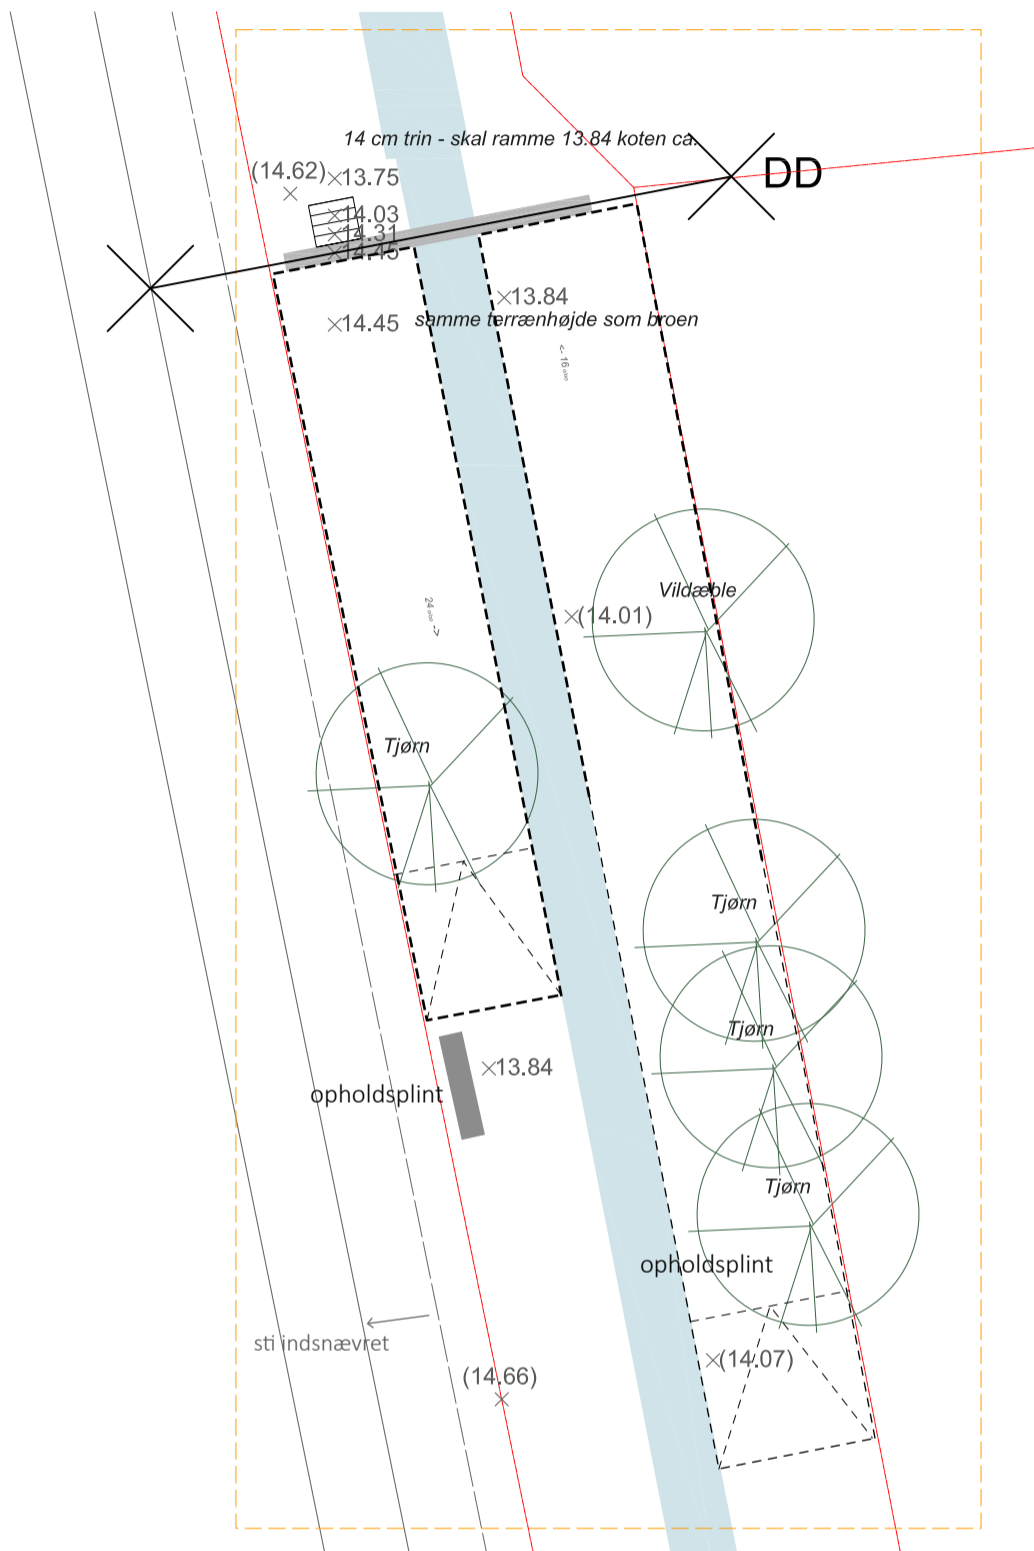 14 cm trin - skal ramme 13.84 koten ca.
DD
(14.62)
13.75
14.03
14.31
14.45
13.84
14.45
samme terrænhøjde som broen
<- 16
Vildæble
24
->
(14.01)
Tjørn
Tjørn
Tjørn
13.84
opholdsplint
Tjørn
opholdsplint
sti indsnævret
(14.07)
(14.66)